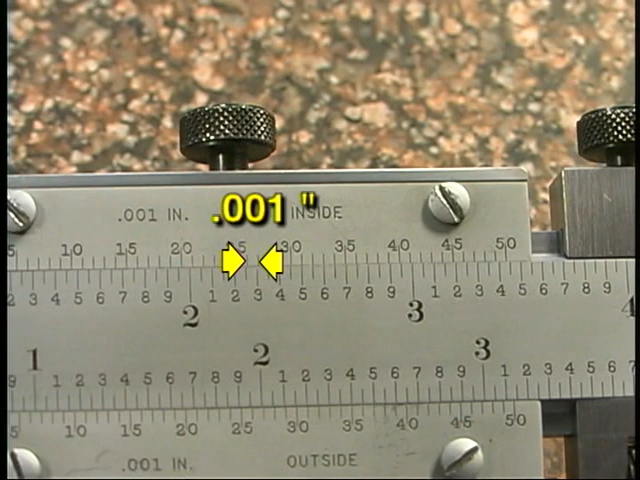 .001 IN. .001 " INSIDE
5 10 15 20 25 30 35 40 45 50
2 3 4 5 6 7 8 9 1 2 3 4 5 6 7 8 9 1 2 3 4 5 6 7 8 9
2 3 4
1 2 3
9 1 2 3 4 5 6 7 8 9 1 2 3 4 5 6 7 8 9 1 2 3 4 5 6 7
5 10 15 20 25 30 35 40 45 50
.001 IN. OUTSIDE